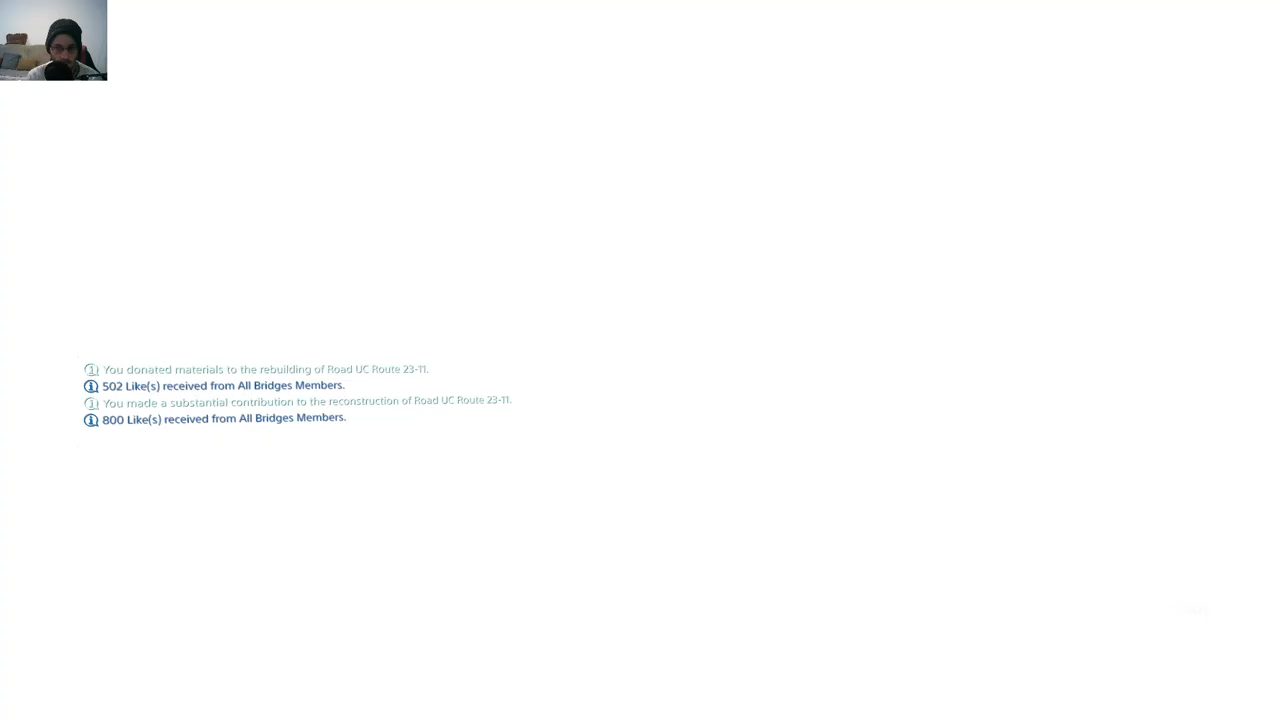 You donated materials to the rebuilding of Road UC Route 23-11.
502 Like(s) received from All Bridges Members.
You made a substantial contribution to the reconstruction of Road UC Route 23-11.
800 Like(s) received from All Bridges Members.